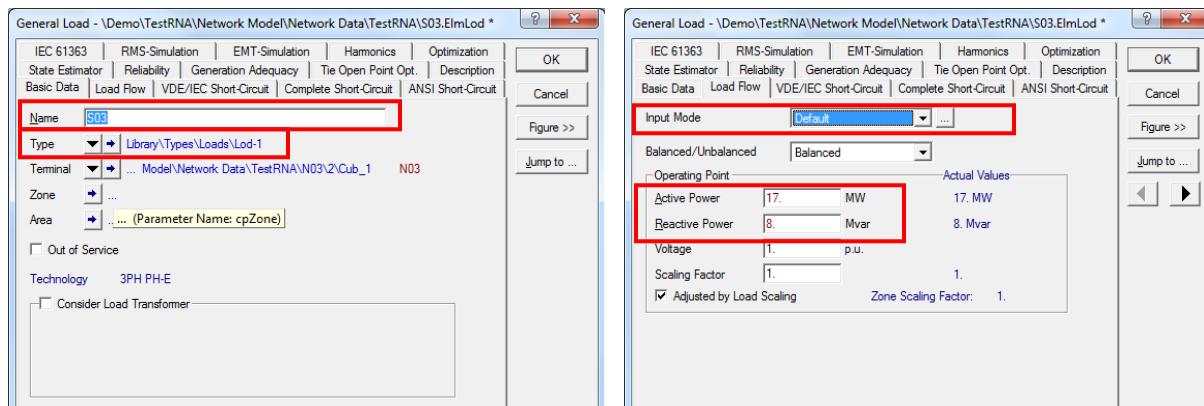 General Load - \Demo\TestRNA\Network Model\Network Data\TestRNA\S03.ElmLod *
?
IEC 61363 RMS-Simulation EMT-Simulation Harmonics Optimization
State Estimator Reliability Generation Adequacy Tie Open Point Opt. Description
Basic Data Load Flow VDE/IEC Short-Circuit Complete Short-Circuit ANSI Short-Circuit
Name S03
Type Library\Types\Loads\Lod-1
Terminal ... Model\Network Data\TestRNA\N03\2\Cub_1 N03
Zone ...
Area .. ... (Parameter Name: cpZone)
Out of Service
Technology 3PH PH-E
Consider Load Transformer
OK
Cancel
Figure >>
Jump to ...
General Load - \Demo\TestRNA\Network Model\Network Data\TestRNA\S03.ElmLod *
?
IEC 61363 RMS-Simulation EMT-Simulation Harmonics Optimization
State Estimator Reliability Generation Adequacy Tie Open Point Opt. Description
Basic Data Load Flow VDE/IEC Short-Circuit Complete Short-Circuit ANSI Short-Circuit
Input Mode Default ...
Balanced/Unbalanced Balanced
Operating Point Actual Values
Active Power 17. MW 17. MW
Reactive Power 8. Mvar 8. Mvar
Voltage 1. p.u.
Scaling Factor 1. 1.
Adjusted by Load Scaling Zone Scaling Factor: 1.
OK
Cancel
Figure >>
Jump to ...